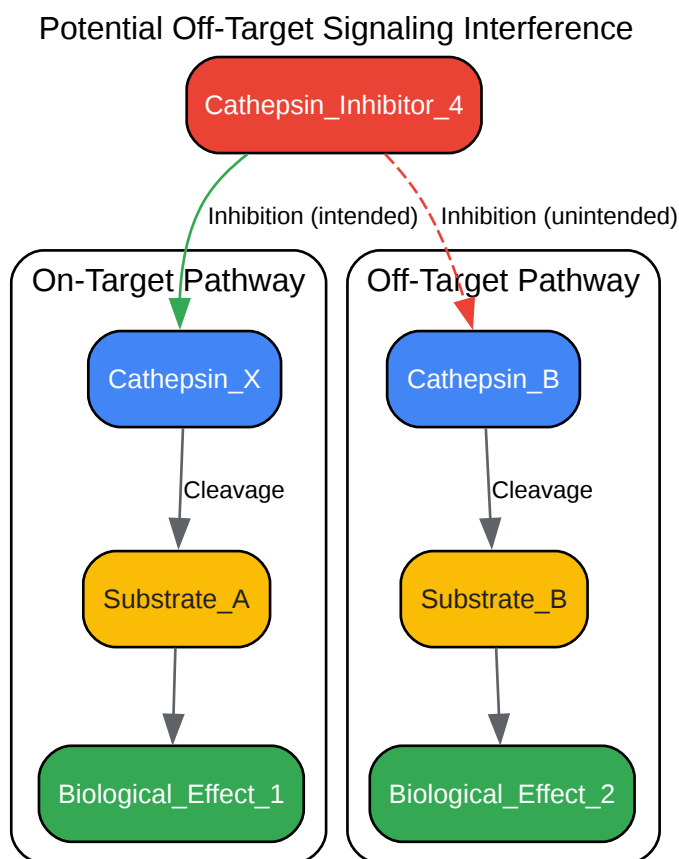 Potential Off-Target Signaling Interference
Cathepsin_Inhibitor_4
Inhibition (intended)
Inhibition (unintended)
On-Target Pathway
Off-Target Pathway
Cathepsin_X
Cathepsin_B
Cleavage
Cleavage
Substrate_A
Substrate_B
Biological_Effect_1
Biological_Effect_2